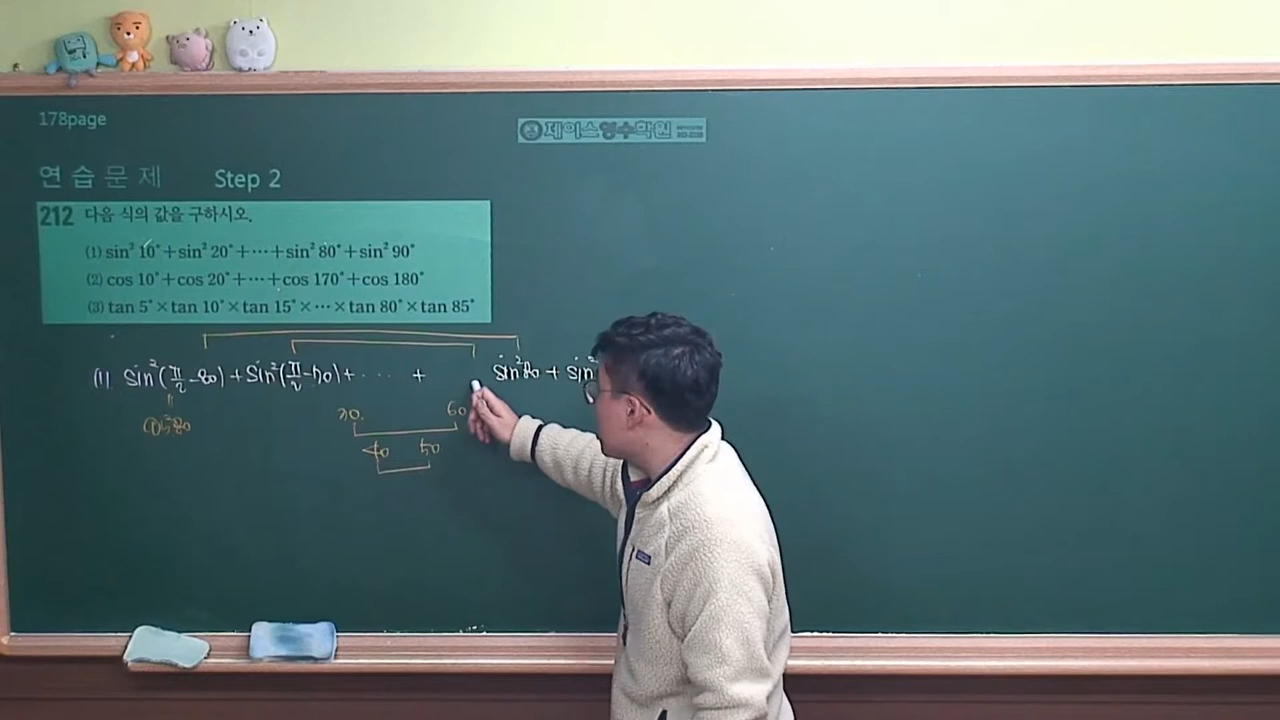 178page
제이스영수학원
연습문제 Step 2
212 다음 식의 값을 구하시오.
(1) sin² 10°+sin² 20°+⋯+sin² 80°+sin² 90°
(2) cos 10°+cos 20°+⋯+cos 170°+cos 180°
(3) tan 5°×tan 10°×tan 15°×⋯×tan 80°×tan 85°
(1) sin²(π/2-80)+sin²(π/2-70)+ ⋯ + sin²80 + sin²
30 60
40 50